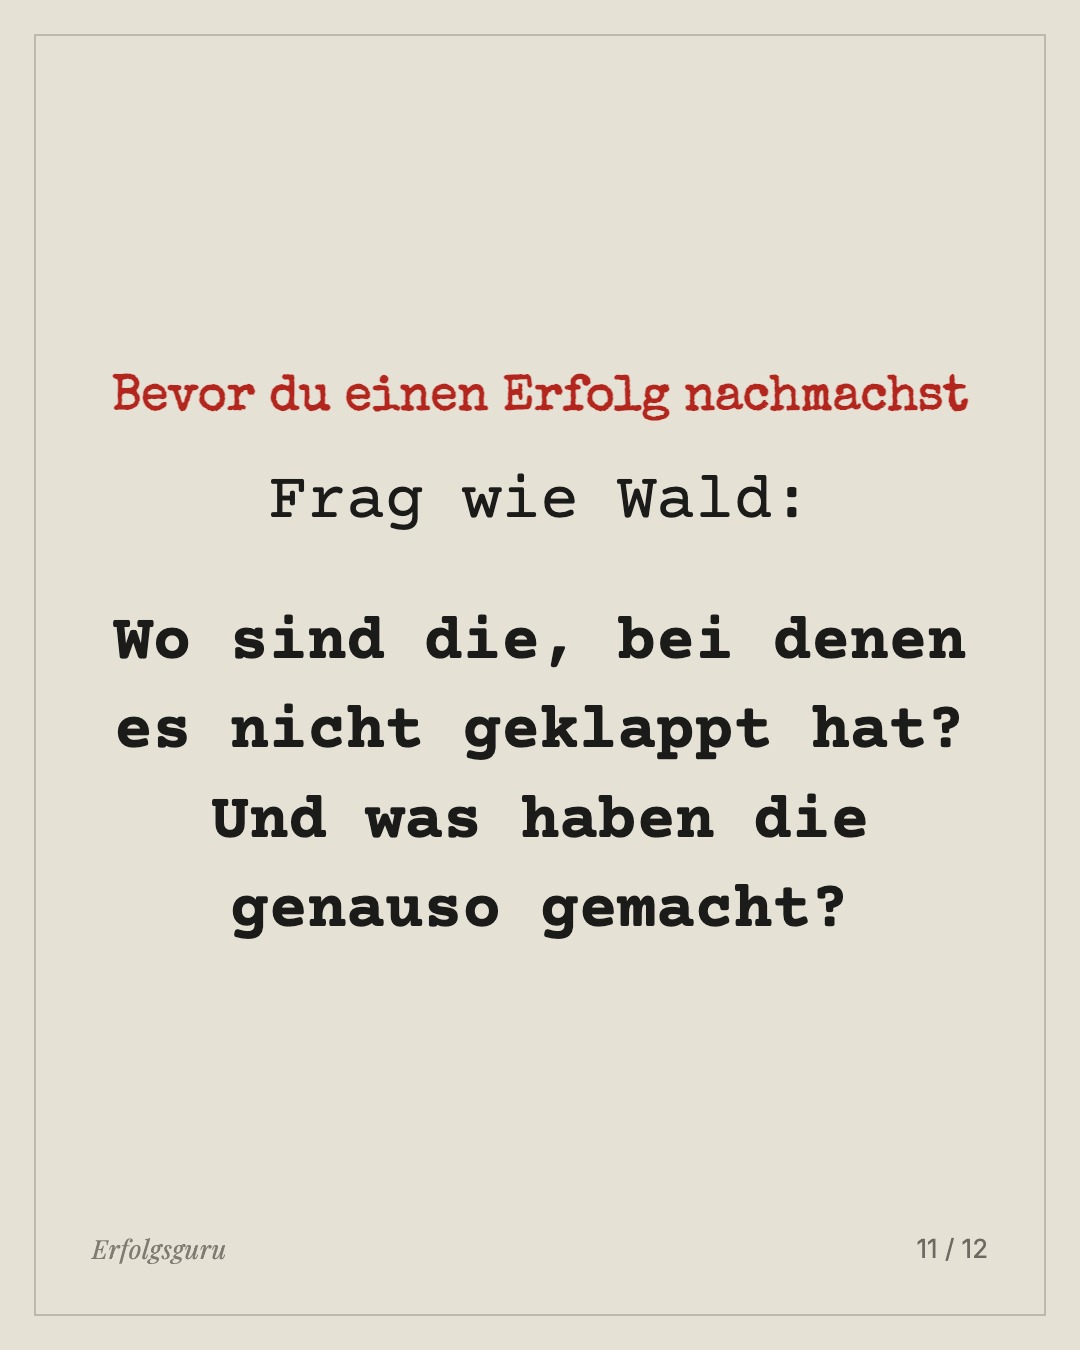 Bevor du einen Erfolg nachmachst
Frag wie Wald:
Wo sind die, bei denen
es nicht geklappt hat?
Und was haben die
genauso gemacht?
Erfolgsguru
11 / 12